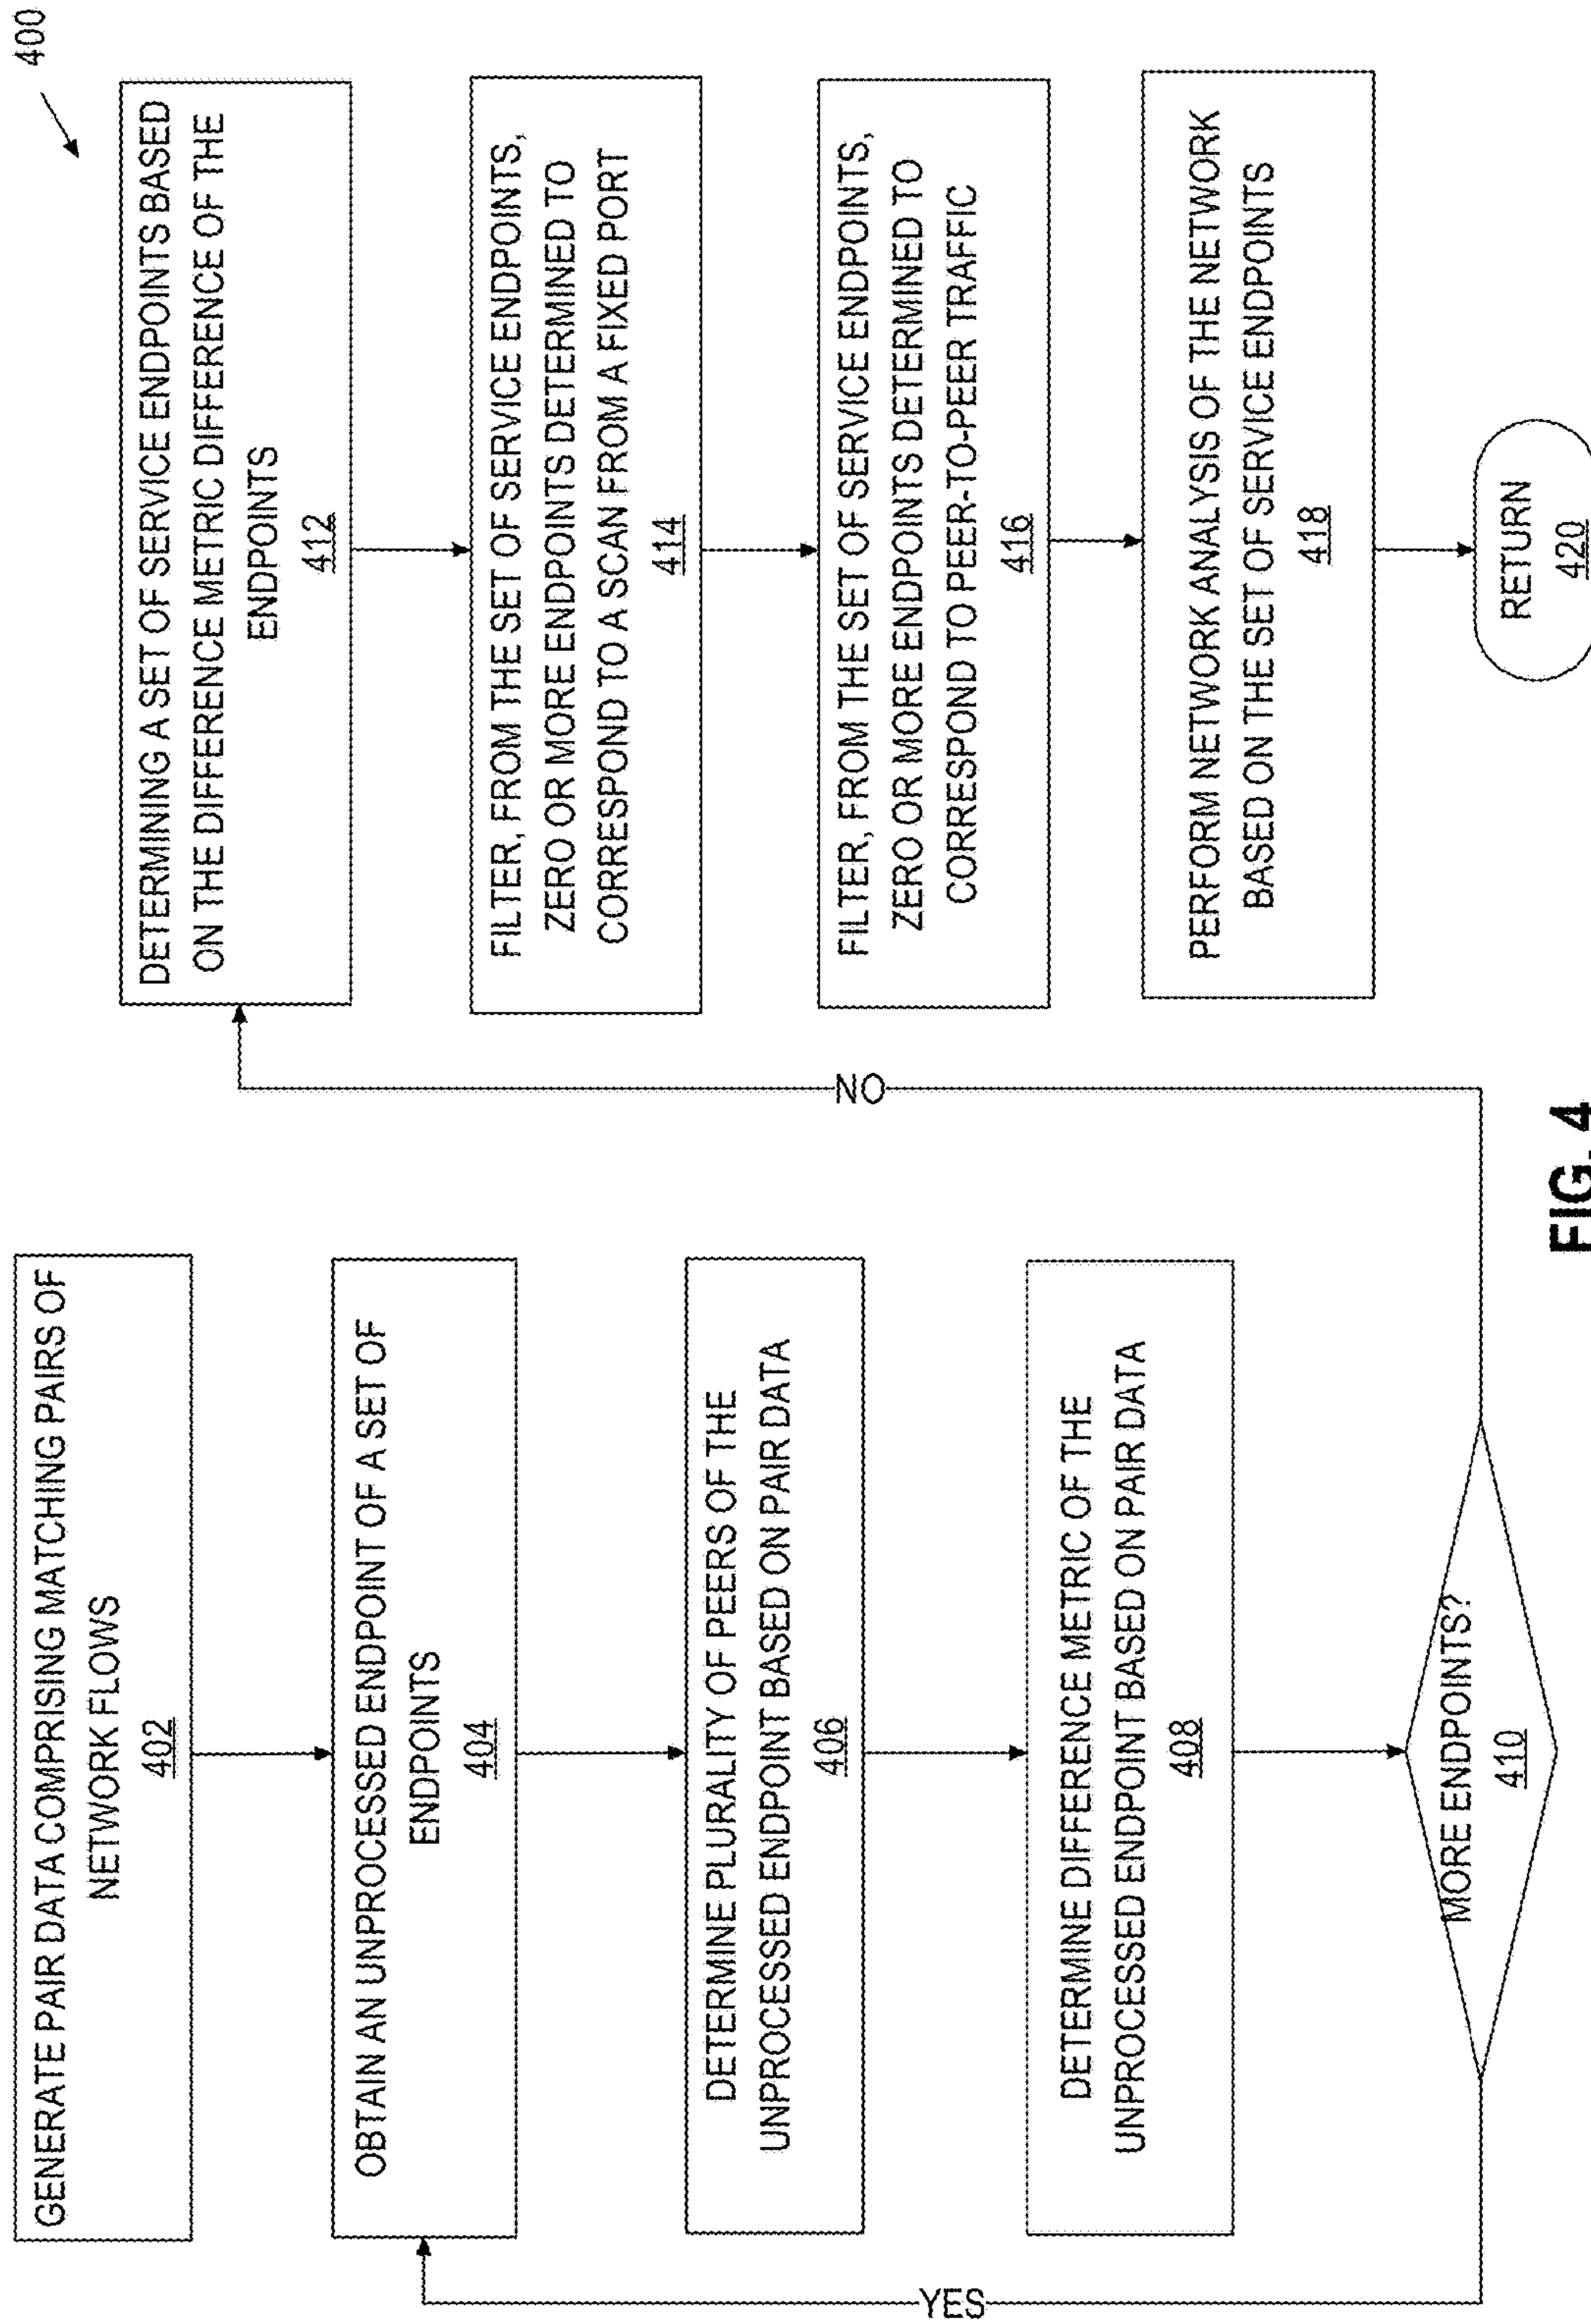 400
GENERATE PAIR DATA COMPRISING MATCHING PAIRS OF
NETWORK FLOWS
402
OBTAIN AN UNPROCESSED ENDPOINT OF A SET OF
ENDPOINTS
404
DETERMINE PLURALITY OF PEERS OF THE
UNPROCESSED ENDPOINT BASED ON PAIR DATA
406
DETERMINE DIFFERENCE METRIC OF THE
UNPROCESSED ENDPOINT BASED ON PAIR DATA
408
MORE ENDPOINTS?
410
YES
NO
DETERMINING A SET OF SERVICE ENDPOINTS BASED
ON THE DIFFERENCE METRIC DIFFERENCE OF THE
ENDPOINTS
412
FILTER, FROM THE SET OF SERVICE ENDPOINTS,
ZERO OR MORE ENDPOINTS DETERMINED TO
CORRESPOND TO A SCAN FROM A FIXED PORT
414
FILTER, FROM THE SET OF SERVICE ENDPOINTS,
ZERO OR MORE ENDPOINTS DETERMINED TO
CORRESPOND TO PEER-TO-PEER TRAFFIC
416
PERFORM NETWORK ANALYSIS OF THE NETWORK
BASED ON THE SET OF SERVICE ENDPOINTS
418
RETURN
420
FIG. 4